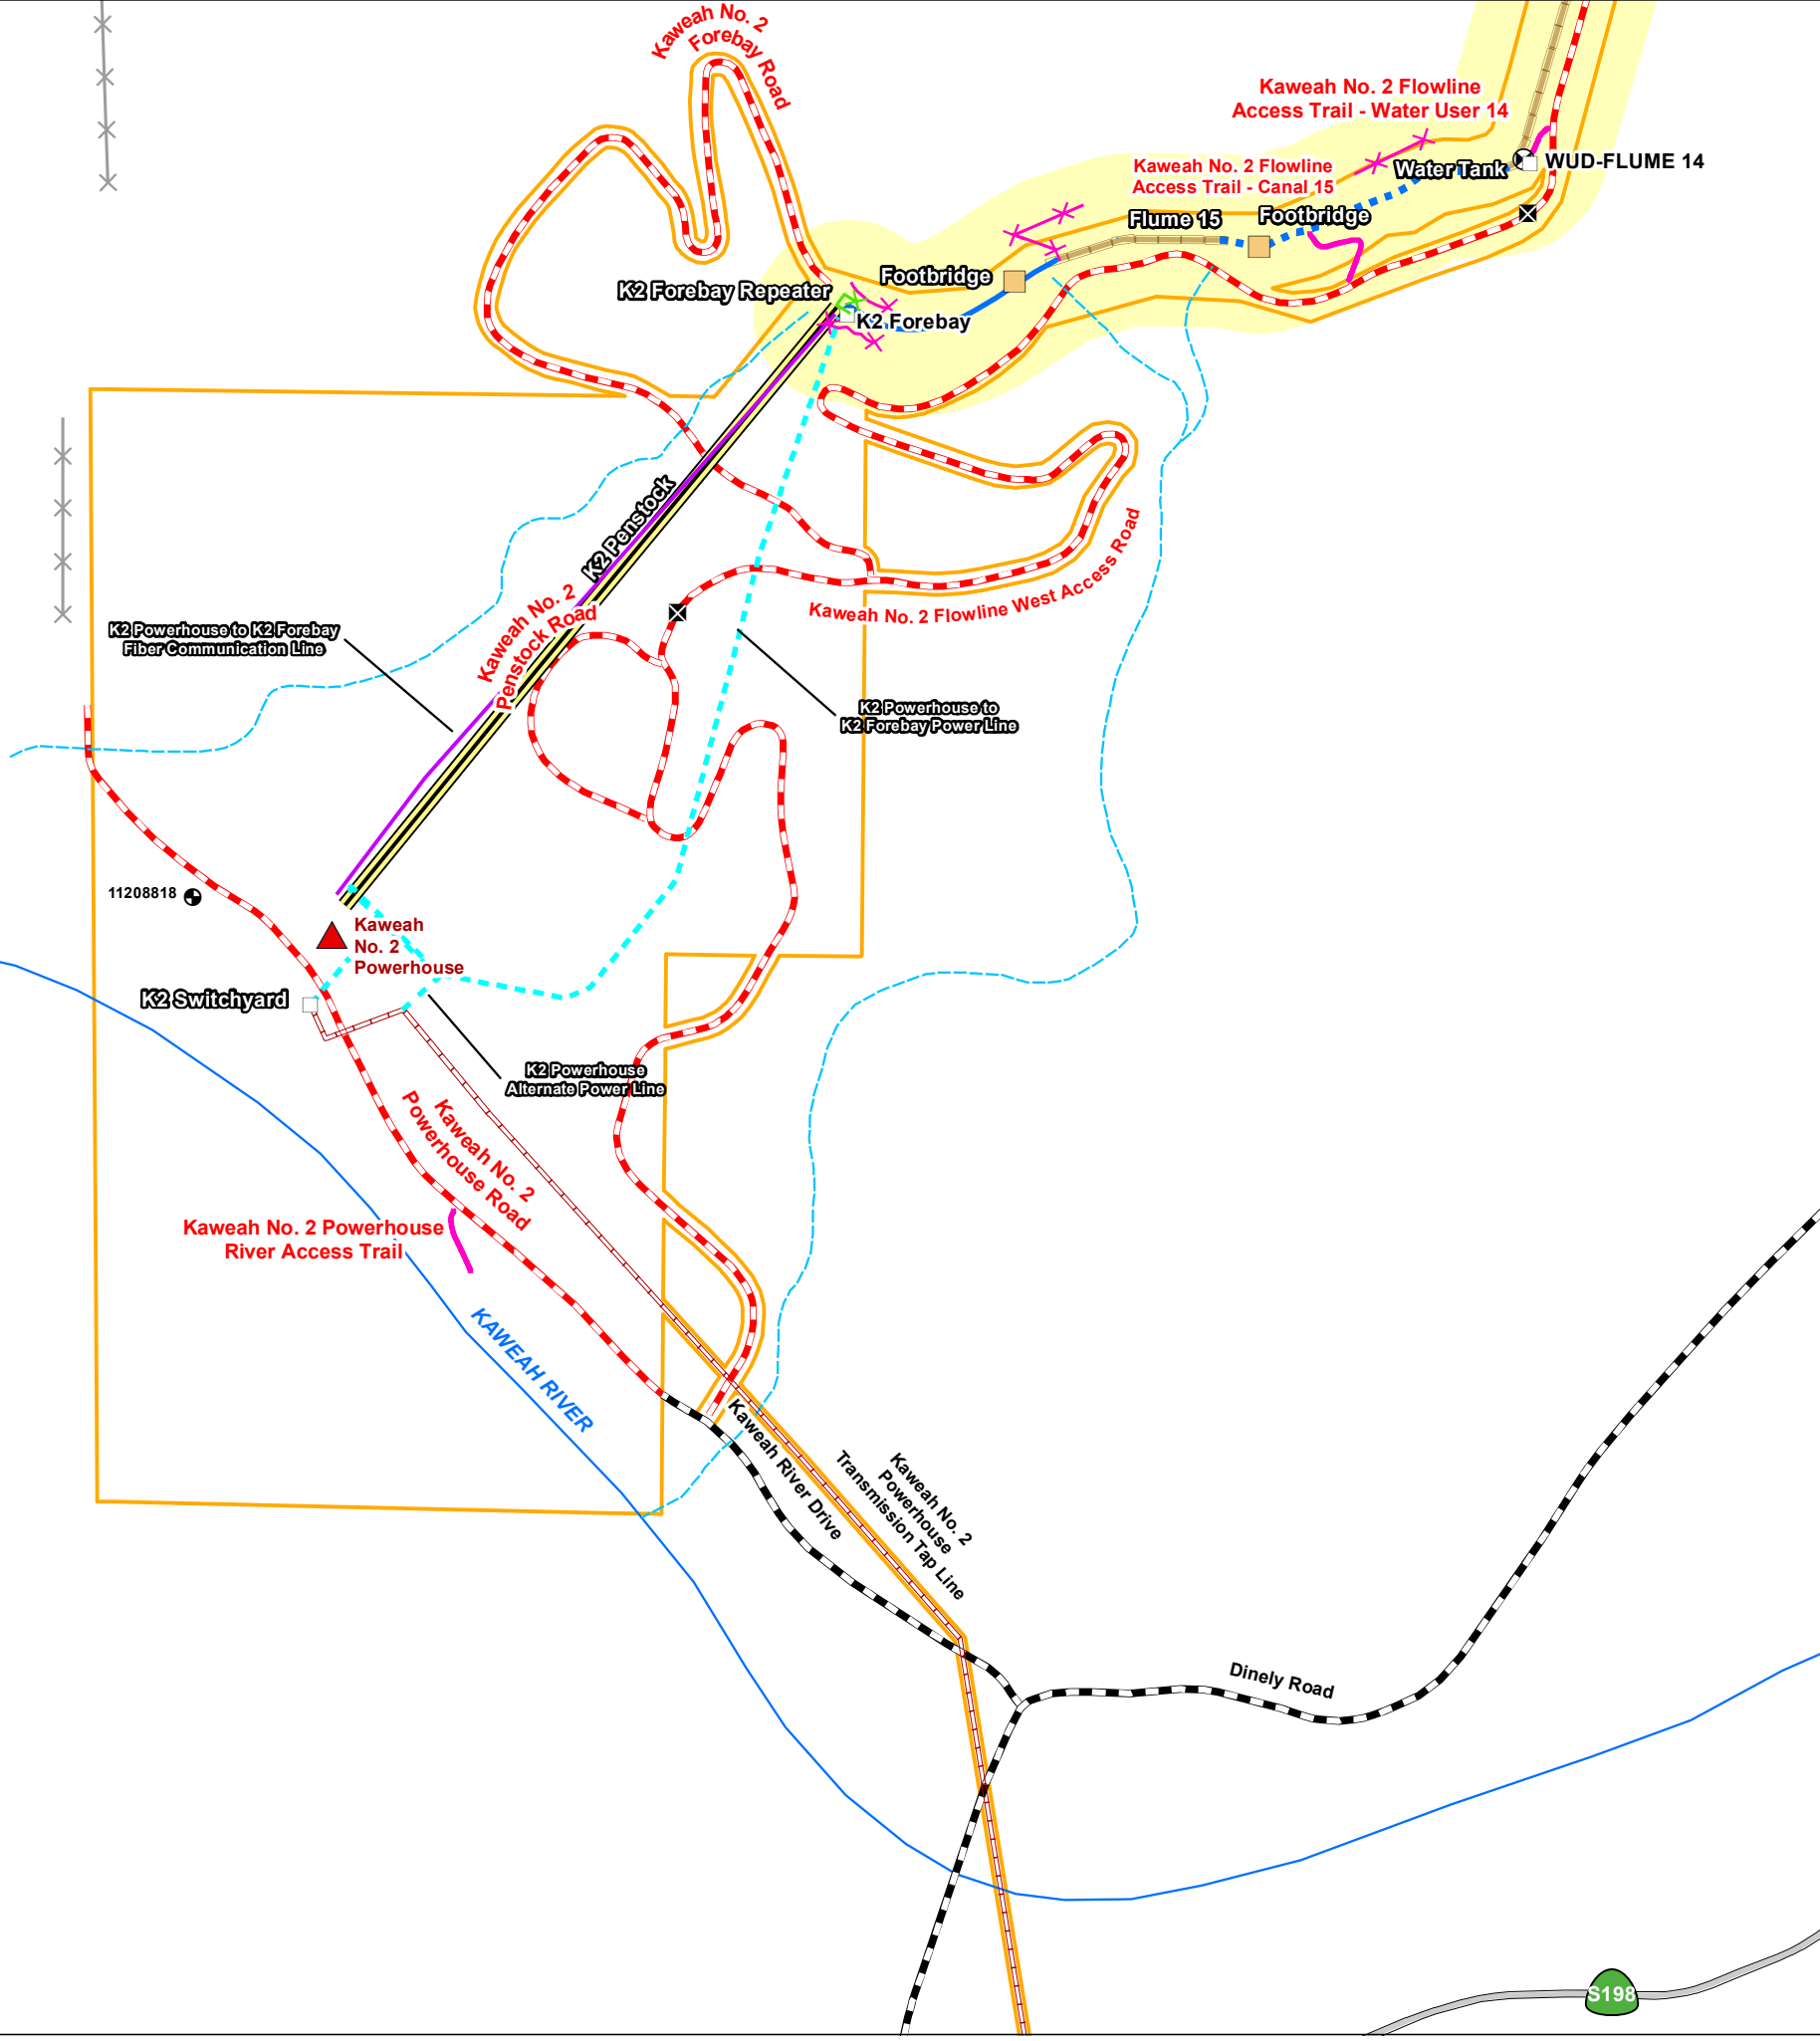 Kaweah No. 2
Forebay Road
Kaweah No. 2 Flowline
Access Trail - Water User 14
Kaweah No. 2 Flowline
Access Trail - Canal 15
Water Tank
WUD-FLUME 14
Flume 15
Footbridge
Footbridge
K2 Forebay Repeater
K2 Forebay
K2 Penstock
Kaweah No. 2
Penstock Road
Kaweah No. 2 Flowline West Access Road
K2 Powerhouse to K2 Forebay
Fiber Communication Line
K2 Powerhouse to
K2 Forebay Power Line
11208818
Kaweah
No. 2
Powerhouse
K2 Switchyard
K2 Powerhouse
Alternate Power Line
Kaweah No. 2
Powerhouse Road
Kaweah No. 2 Powerhouse
River Access Trail
KAWEAH RIVER
Kaweah River Drive
Kaweah No. 2
Powerhouse
Transmission Tap Line
Dinely Road
S198